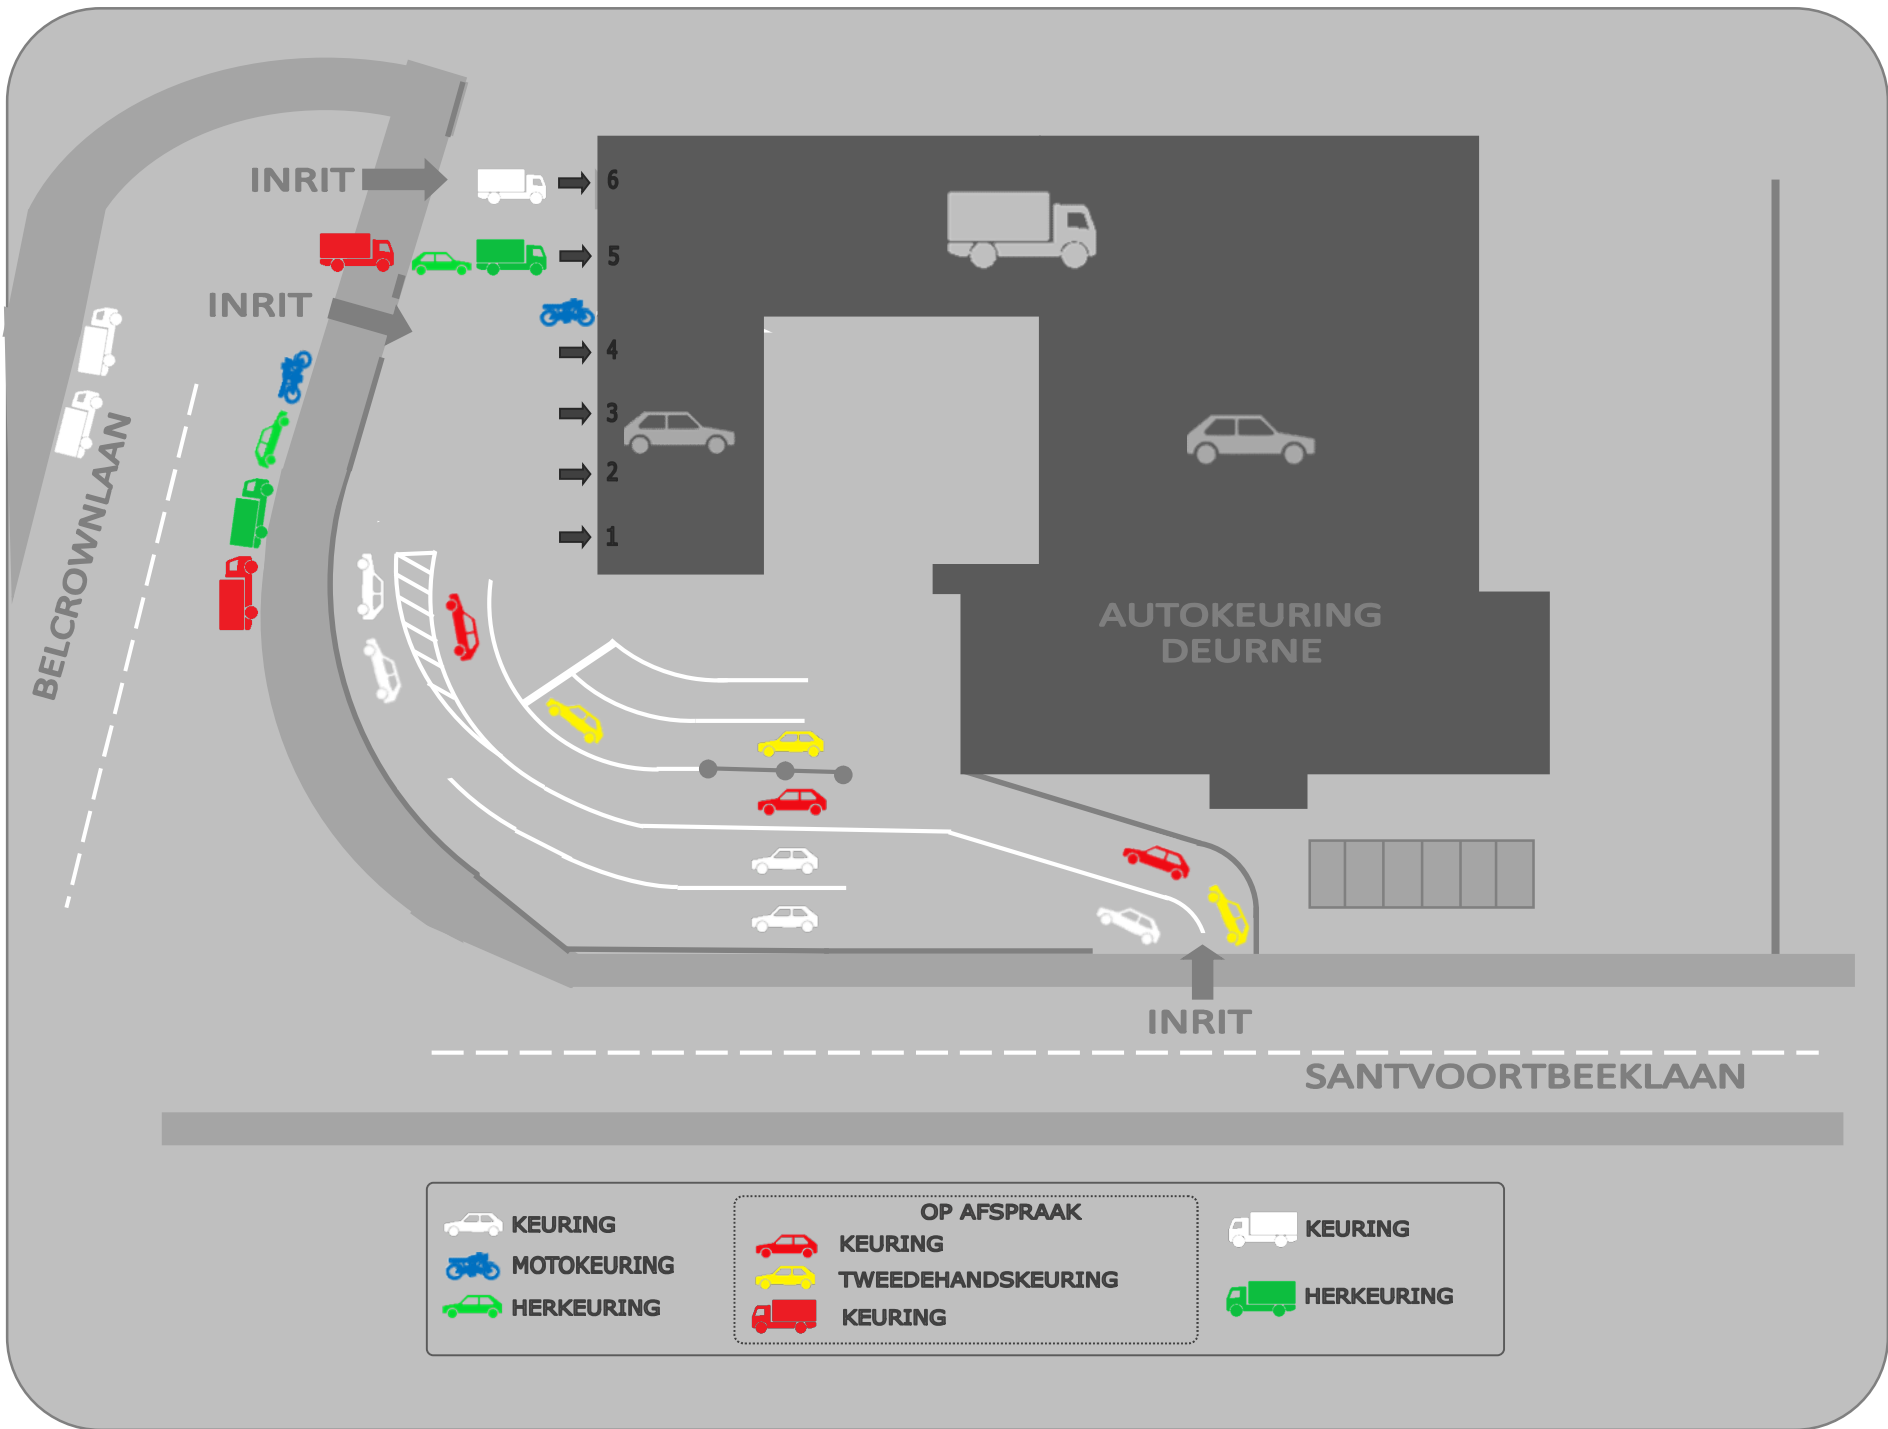 INRIT
6
5
INRIT
4
3
2
1
BELCROWNLAAN
AUTOKEURING
DEURNE
INRIT
SANTVOORTBEEKLAAN
KEURING
MOTOKEURING
HERKEURING
OP AFSPRAAK
KEURING
TWEEDEHANDSKEURING
KEURING
KEURING
HERKEURING